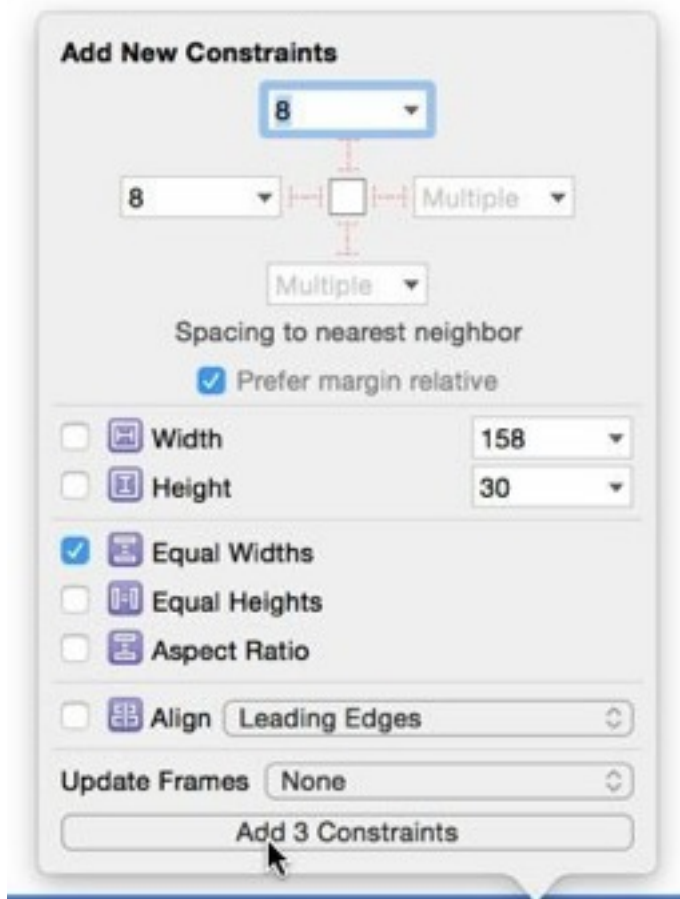 Add New Constraints
8
8
Multiple
Multiple
Spacing to nearest neighbor
Prefer margin relative
Width 158
Height 30
Equal Widths
Equal Heights
Aspect Ratio
Align Leading Edges
Update Frames None
Add 3 Constraints